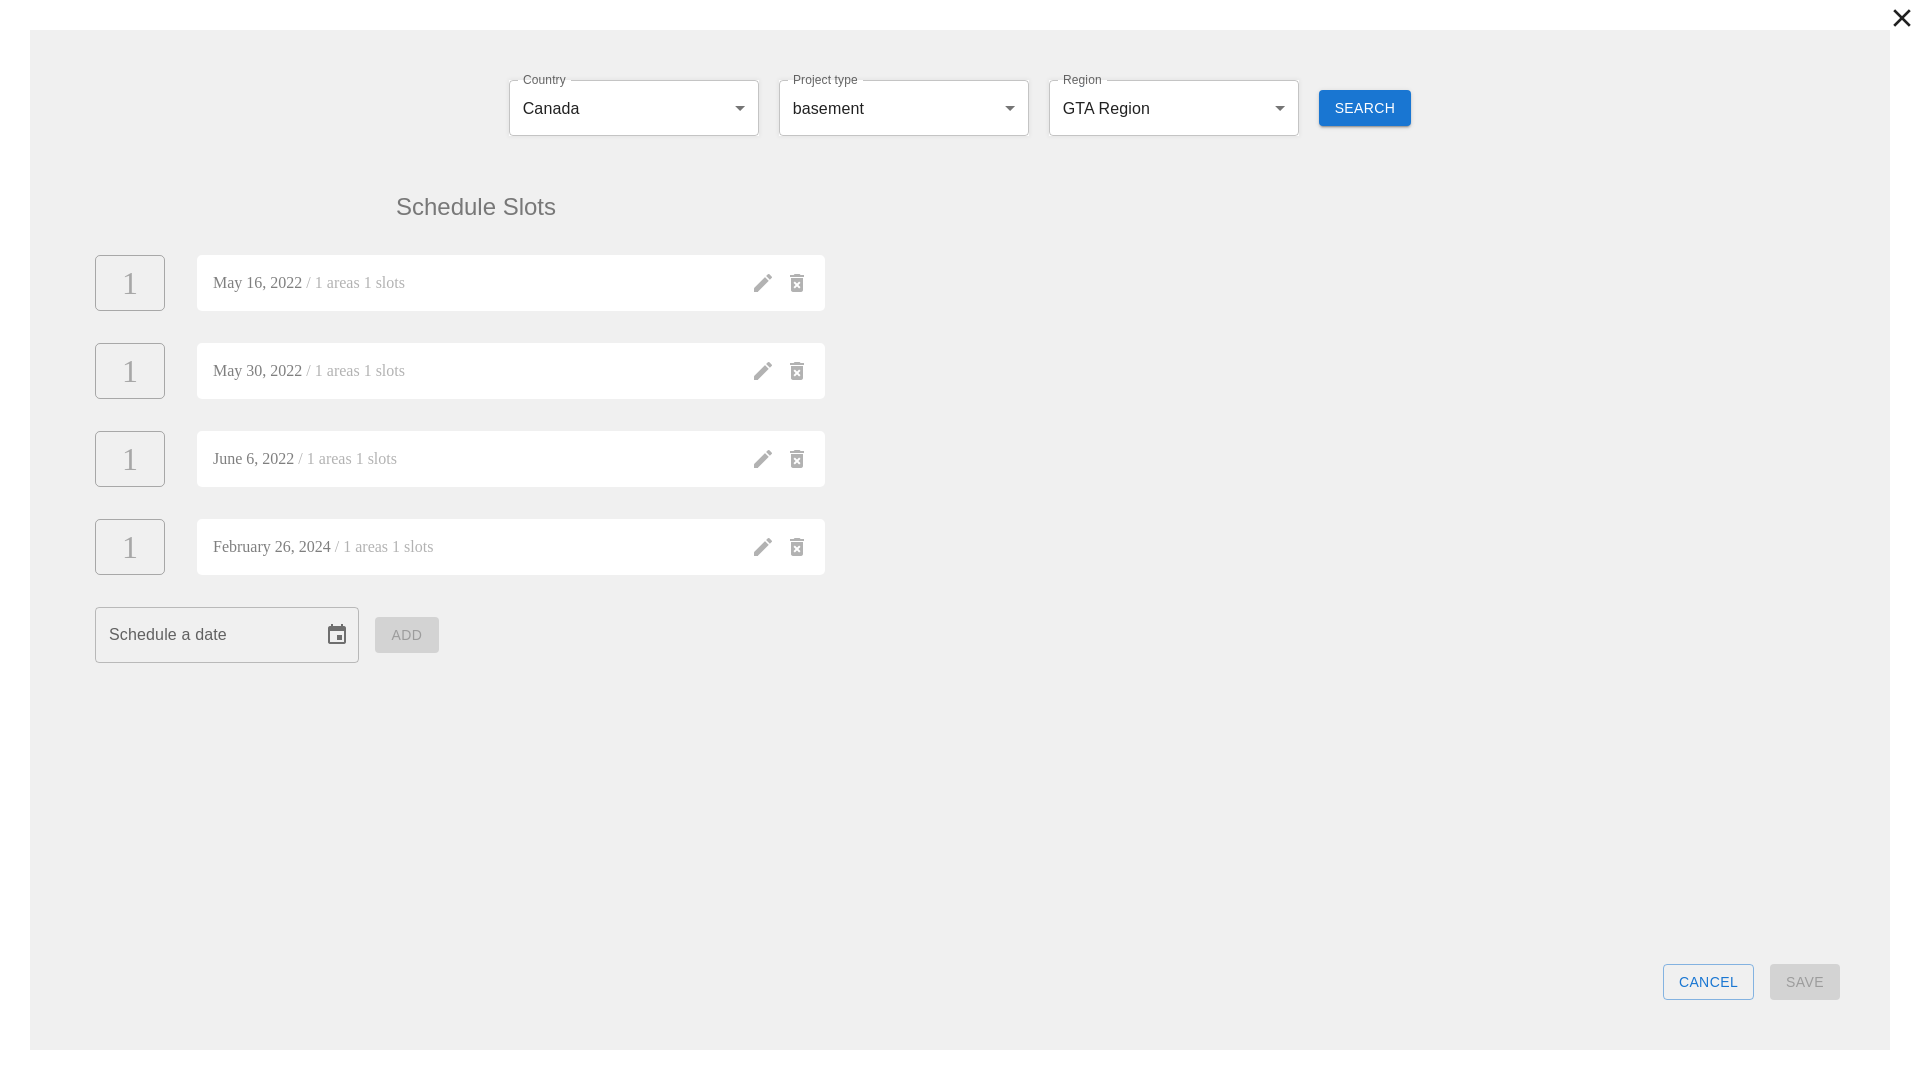 Country
Canada
Project type
basement
Region
GTA Region
SEARCH
Schedule Slots
1
May 16, 2022 / 1 areas 1 slots
1
May 30, 2022 / 1 areas 1 slots
1
June 6, 2022 / 1 areas 1 slots
1
February 26, 2024 / 1 areas 1 slots
Schedule a date
ADD
CANCEL
SAVE